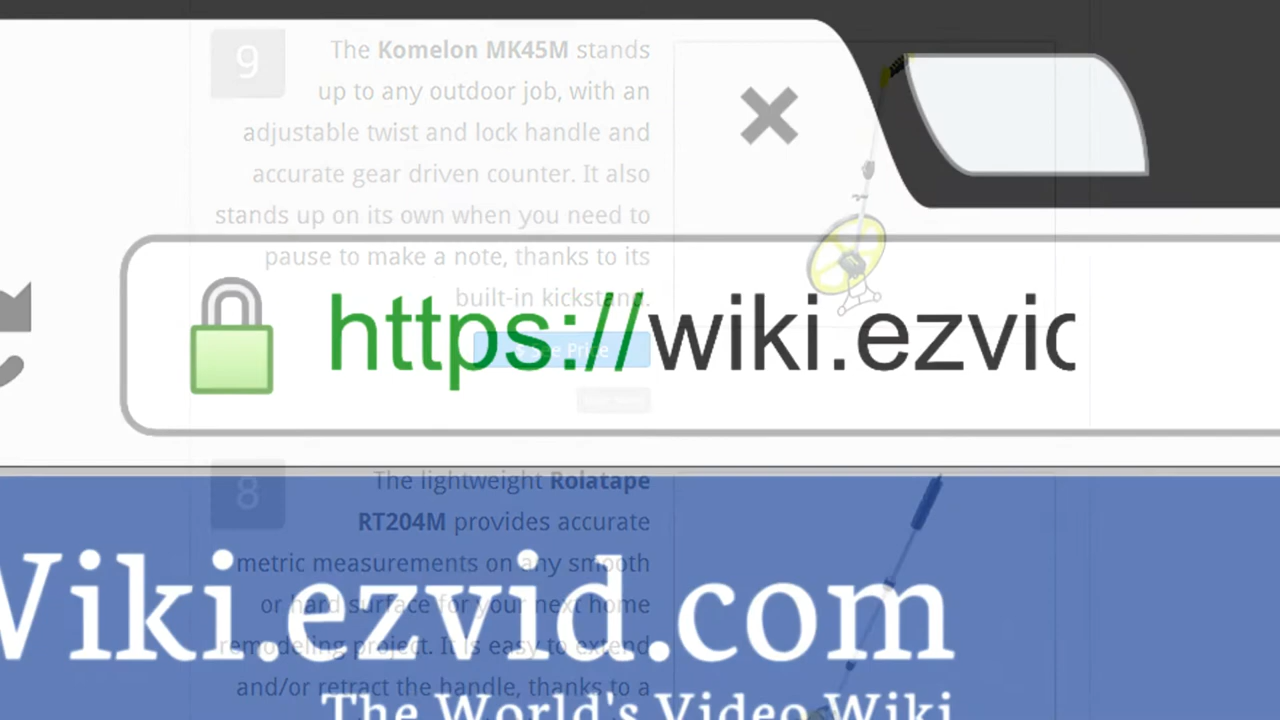 9
The Komelon MK45M stands
up to any outdoor job, with an
adjustable twist and lock handle and
accurate gear driven counter. It also
stands up on its own when you need to
pause to make a note, thanks to its
built-in kickstand.
https://wiki.ezvid
See Price
8
The lightweight Rolatape
RT204M provides accurate
metric measurements on any smooth
or hard surface for your next home
remodeling project. It is easy to extend
and/or retract the handle, thanks to a
Wiki.ezvid.com
The World's Video Wiki